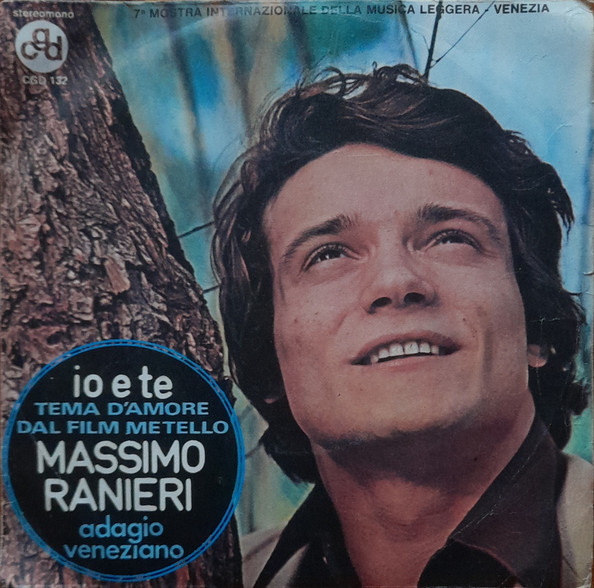 stereomono
7ª MOSTRA INTERNAZIONALE DELLA MUSICA LEGGERA - VENEZIA
cgd
CGD 132
io e te
TEMA D'AMORE
DAL FILM METELLO
MASSIMO
RANIERI
adagio
veneziano